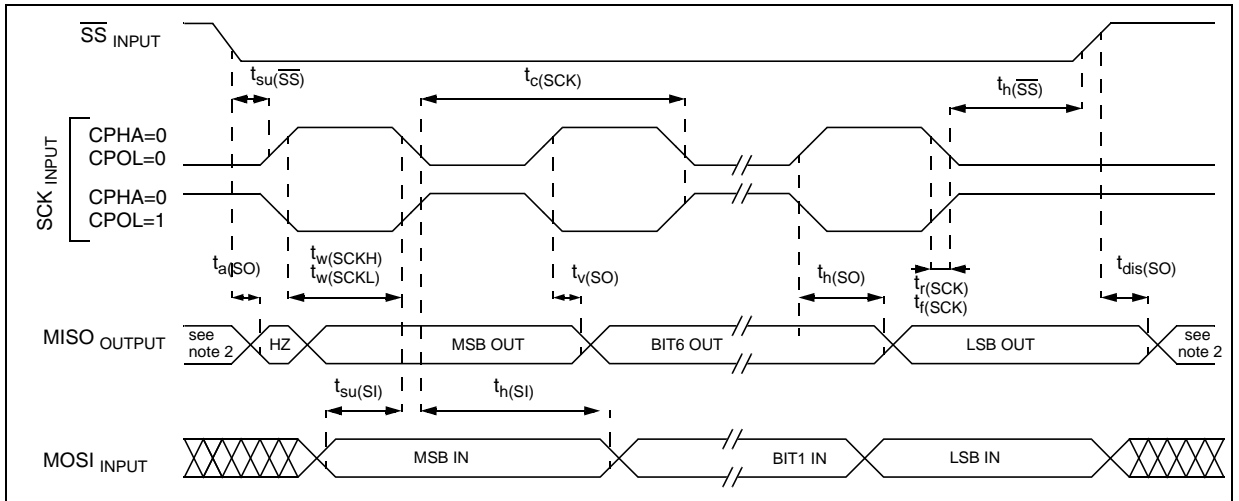 SS INPUT
tsu(SS)
tc(SCK)
th(SS)
SCK INPUT
CPHA=0
CPOL=0
CPHA=0
CPOL=1
ta(SO)
tw(SCKH)
tw(SCKL)
tv(SO)
th(SO)
tr(SCK)
tf(SCK)
tdis(SO)
MISO OUTPUT
see
note 2
HZ
MSB OUT
BIT6 OUT
LSB OUT
see
note 2
tsu(SI)
th(SI)
MOSI INPUT
MSB IN
BIT1 IN
LSB IN